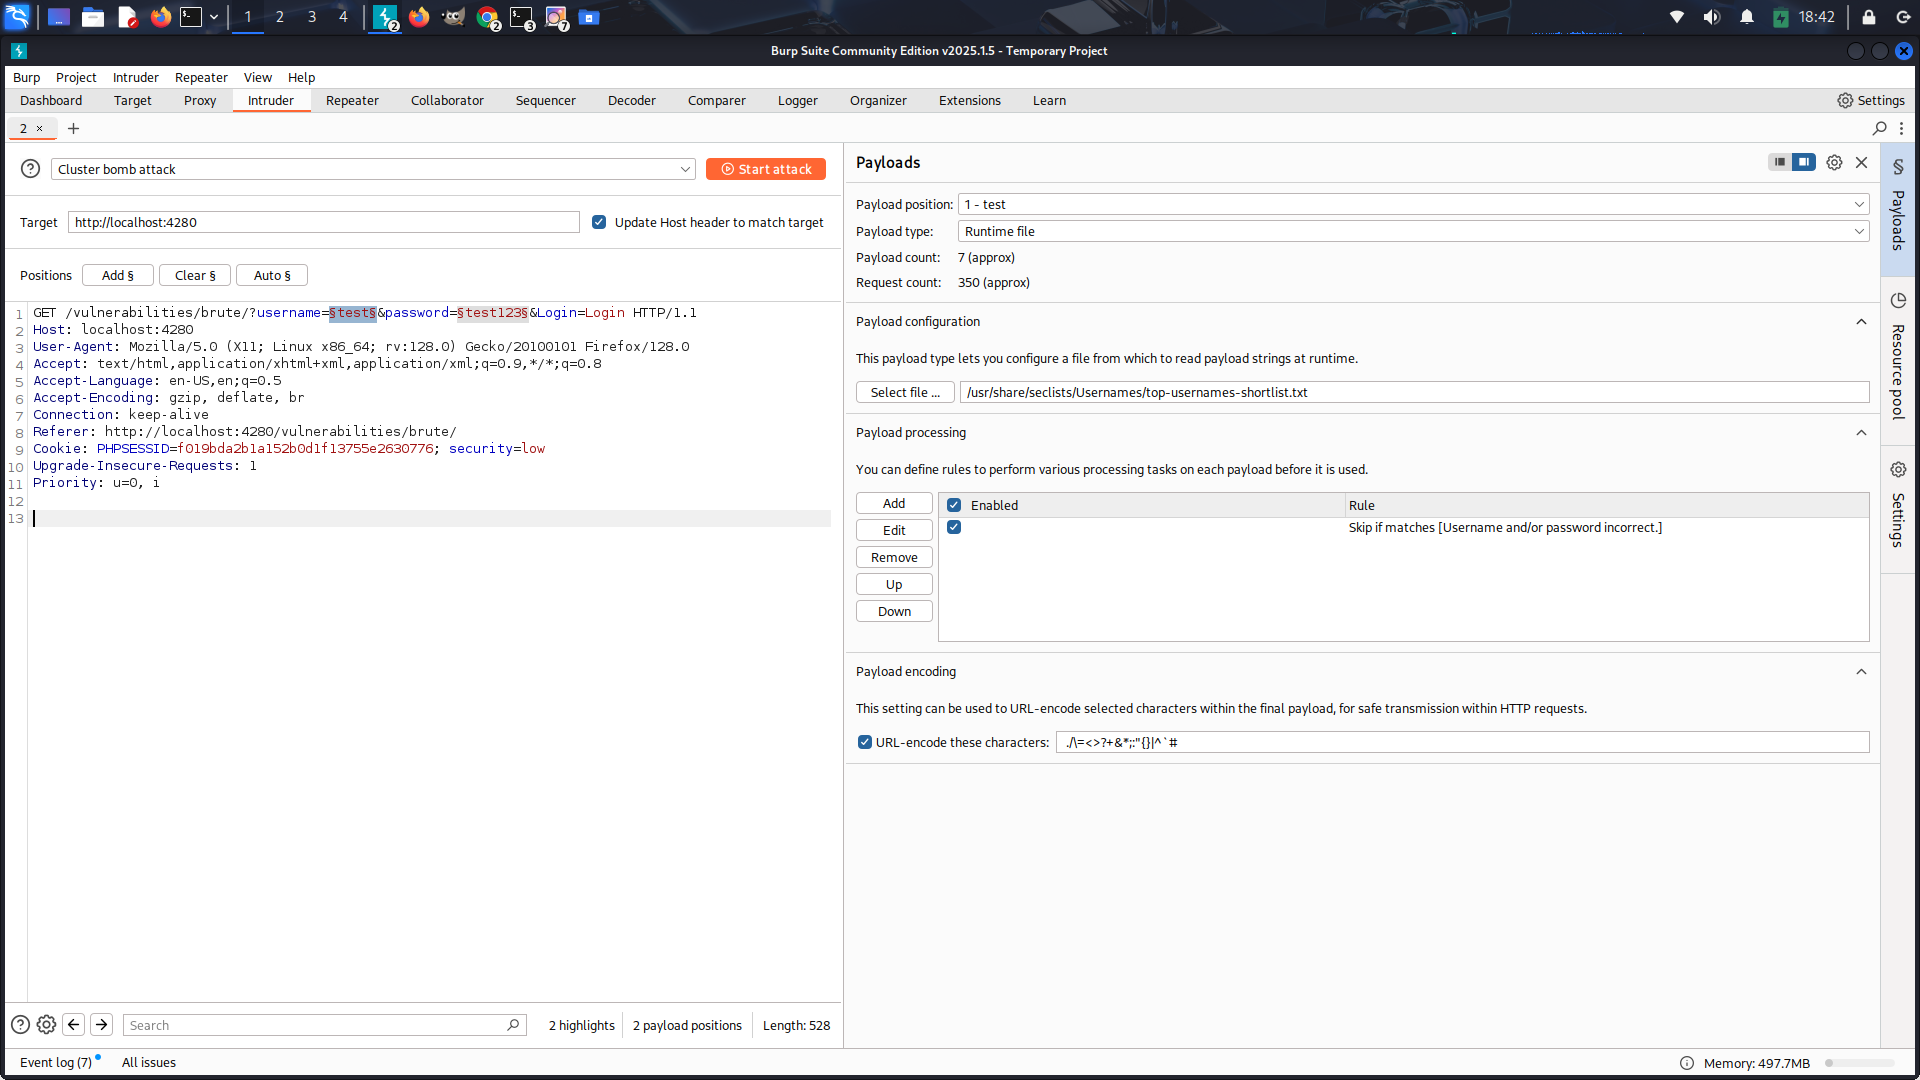 1 2 3 4 2 2 3 7 18:42
Burp Suite Community Edition v2025.1.5 - Temporary Project
Burp Project Intruder Repeater View Help
Dashboard Target Proxy Intruder Repeater Collaborator Sequencer Decoder Comparer Logger Organizer Extensions Learn Settings
2 × +
Cluster bomb attack Start attack
Target http://localhost:4280 Update Host header to match target
Positions Add § Clear § Auto §
1 GET /vulnerabilities/brute/?username=§test§&password=§test123§&Login=Login HTTP/1.1
2 Host: localhost:4280
3 User-Agent: Mozilla/5.0 (X11; Linux x86_64; rv:128.0) Gecko/20100101 Firefox/128.0
4 Accept: text/html,application/xhtml+xml,application/xml;q=0.9,*/*;q=0.8
5 Accept-Language: en-US,en;q=0.5
6 Accept-Encoding: gzip, deflate, br
7 Connection: keep-alive
8 Referer: http://localhost:4280/vulnerabilities/brute/
9 Cookie: PHPSESSID=f019bda2b1a152b0d1f13755e2630776; security=low
10 Upgrade-Insecure-Requests: 1
11 Priority: u=0, i
12
13
Search 2 highlights 2 payload positions Length: 528
Payloads
Payload position: 1 - test
Payload type: Runtime file
Payload count: 7 (approx)
Request count: 350 (approx)
Payload configuration
This payload type lets you configure a file from which to read payload strings at runtime.
Select file ... /usr/share/seclists/Usernames/top-usernames-shortlist.txt
Payload processing
You can define rules to perform various processing tasks on each payload before it is used.
Add
Edit
Remove
Up
Down
Enabled Rule
Skip if matches [Username and/or password incorrect.]
Payload encoding
This setting can be used to URL-encode selected characters within the final payload, for safe transmission within HTTP requests.
URL-encode these characters: ./\=<>?+&*;:"{}|^`#
§ Payloads
Resource pool
Settings
Event log (7) All issues Memory: 497.7MB